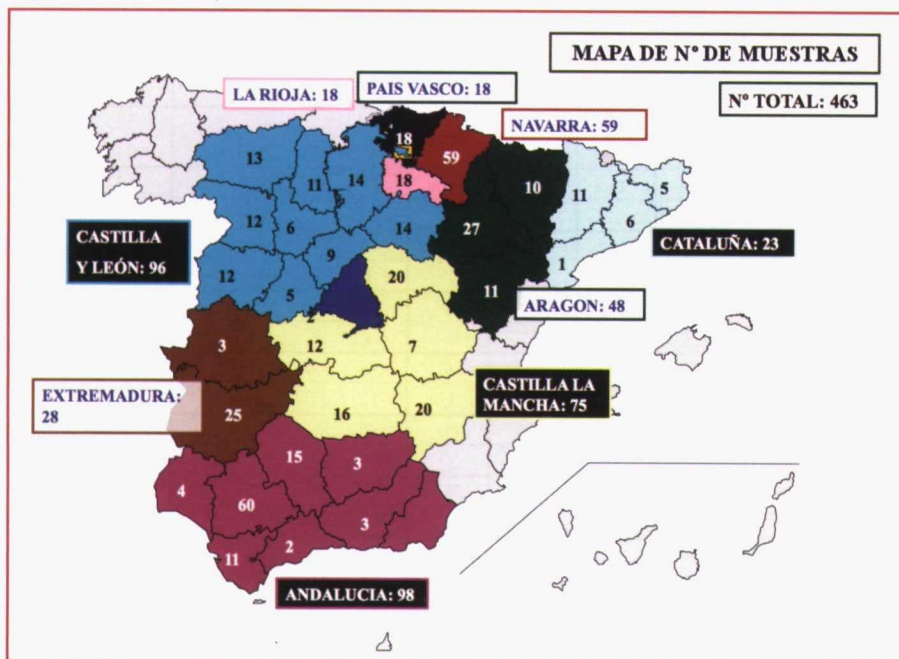 MAPA DE Nº DE MUESTRAS
PAIS VASCO: 18
LA RIOJA: 18
Nº TOTAL: 463
NAVARRA: 59
18
13
59
11
14
18
10
11
5
12
6
27
6
14
CASTILLA
Y LEÓN: 96
CATALUÑA: 23
9
12
5
20
1
11
ARAGON: 48
2
12
3
7
EXTREMADURA:
28
CASTILLA LA
MANCHA: 75
25
16
20
15
3
4
60
3
11
2
ANDALUCIA: 98